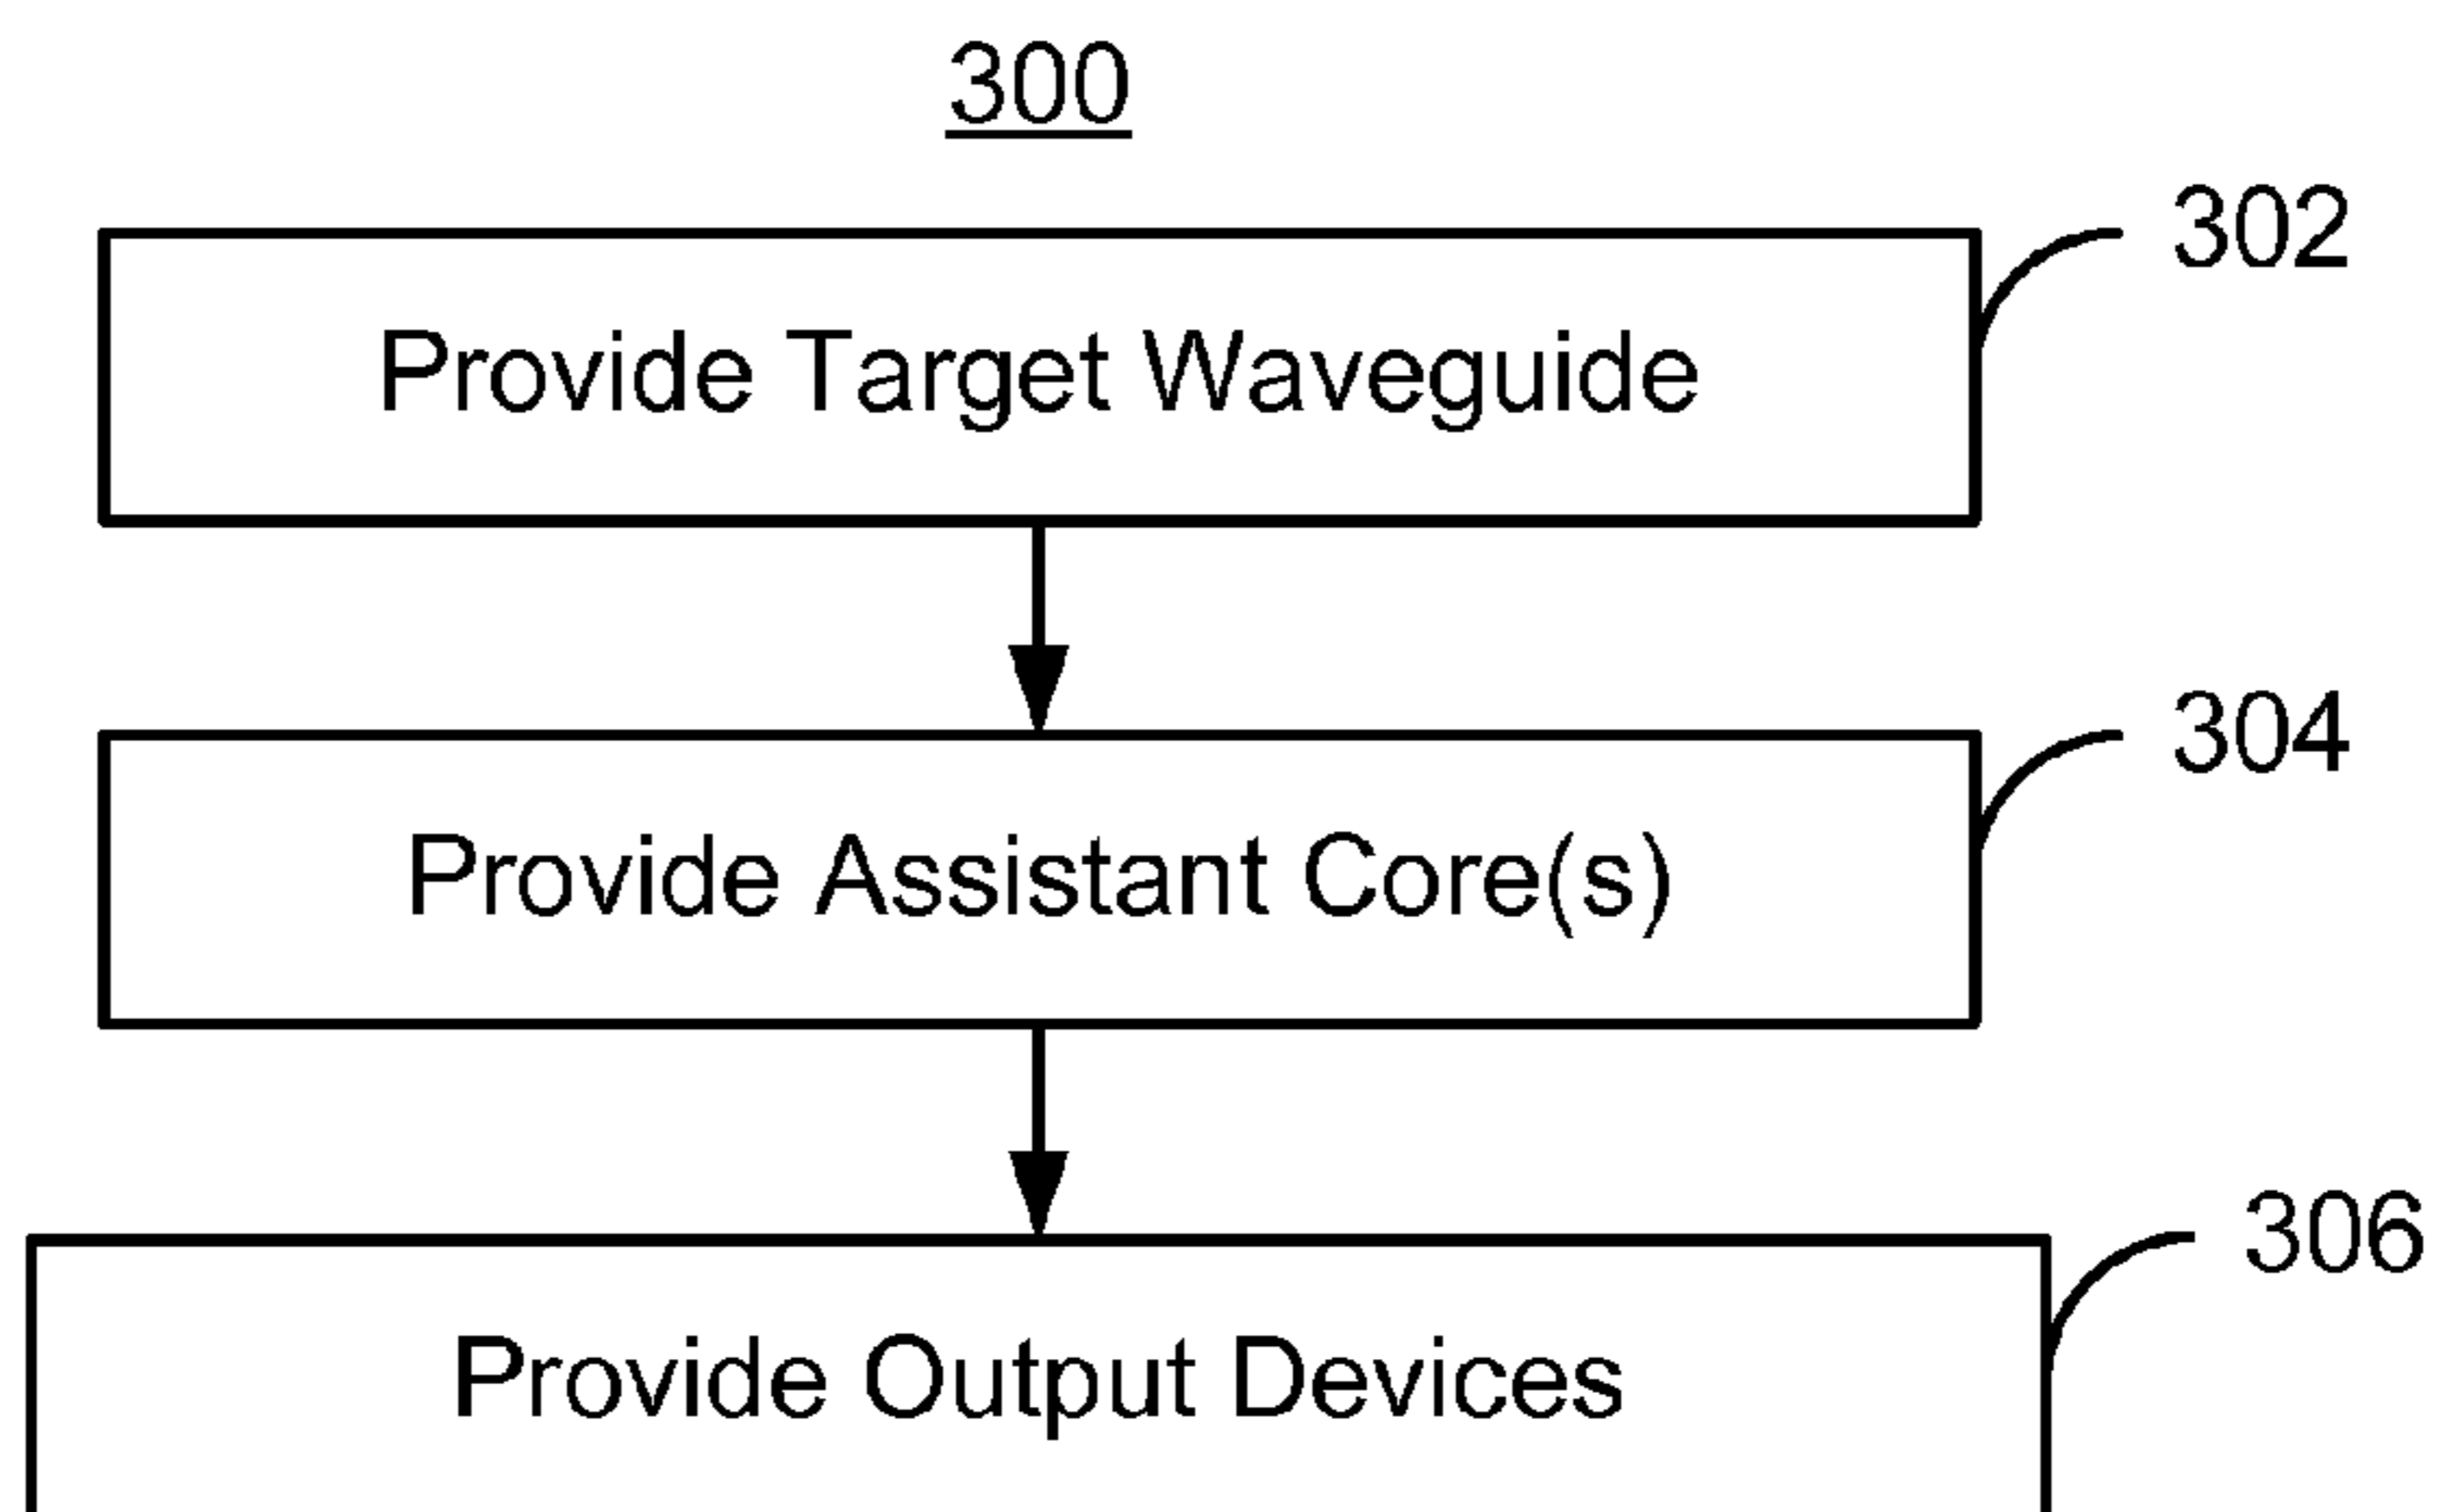 300
302
Provide Target Waveguide
304
Provide Assistant Core(s)
306
Provide Output Devices